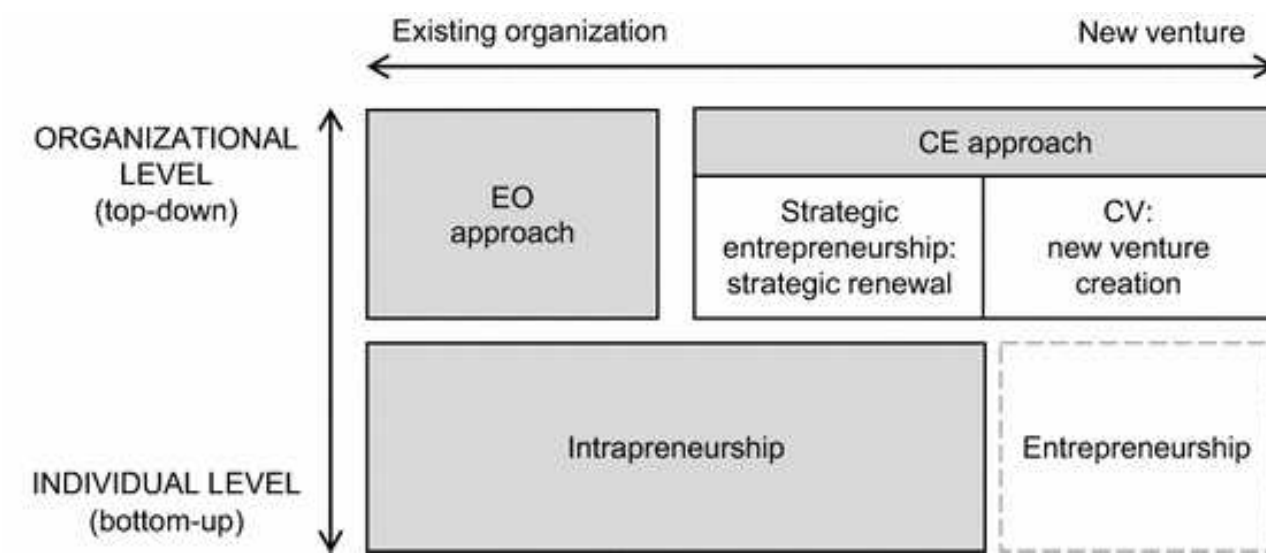 Existing organization
New venture
ORGANIZATIONAL
LEVEL
(top-down)
EO
approach
CE approach
Strategic
entrepreneurship:
strategic renewal
CV:
new venture
creation
Intrapreneurship
Entrepreneurship
INDIVIDUAL LEVEL
(bottom-up)